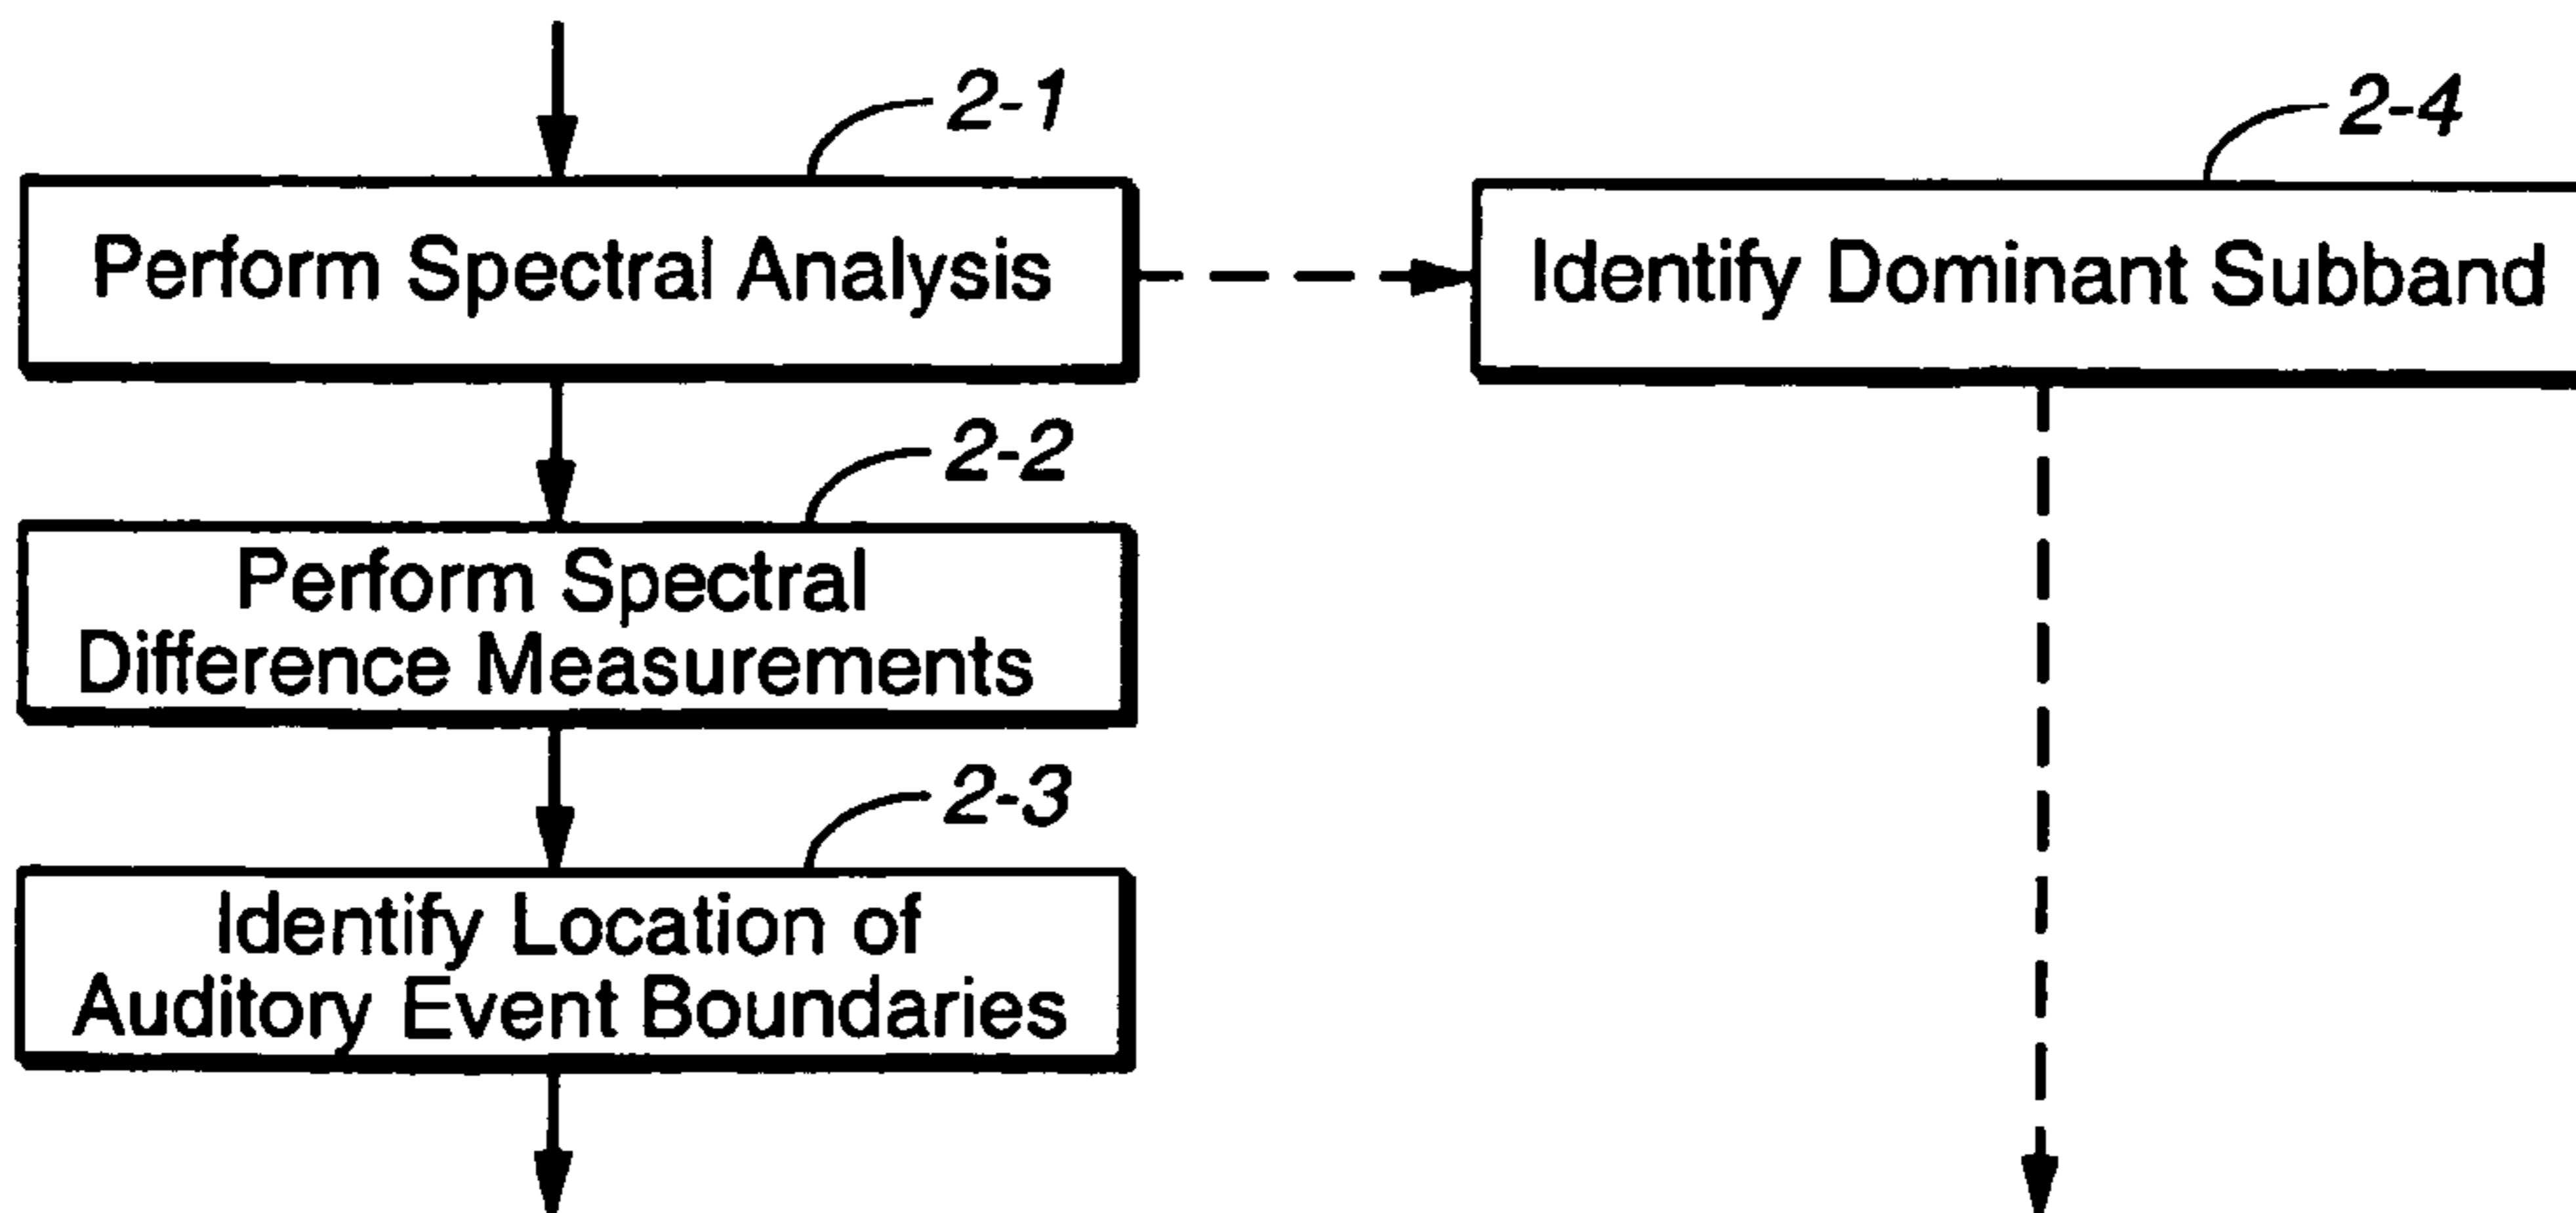 2-1
Perform Spectral Analysis
2-4
Identify Dominant Subband
2-2
Perform Spectral
Difference Measurements
2-3
Identify Location of
Auditory Event Boundaries